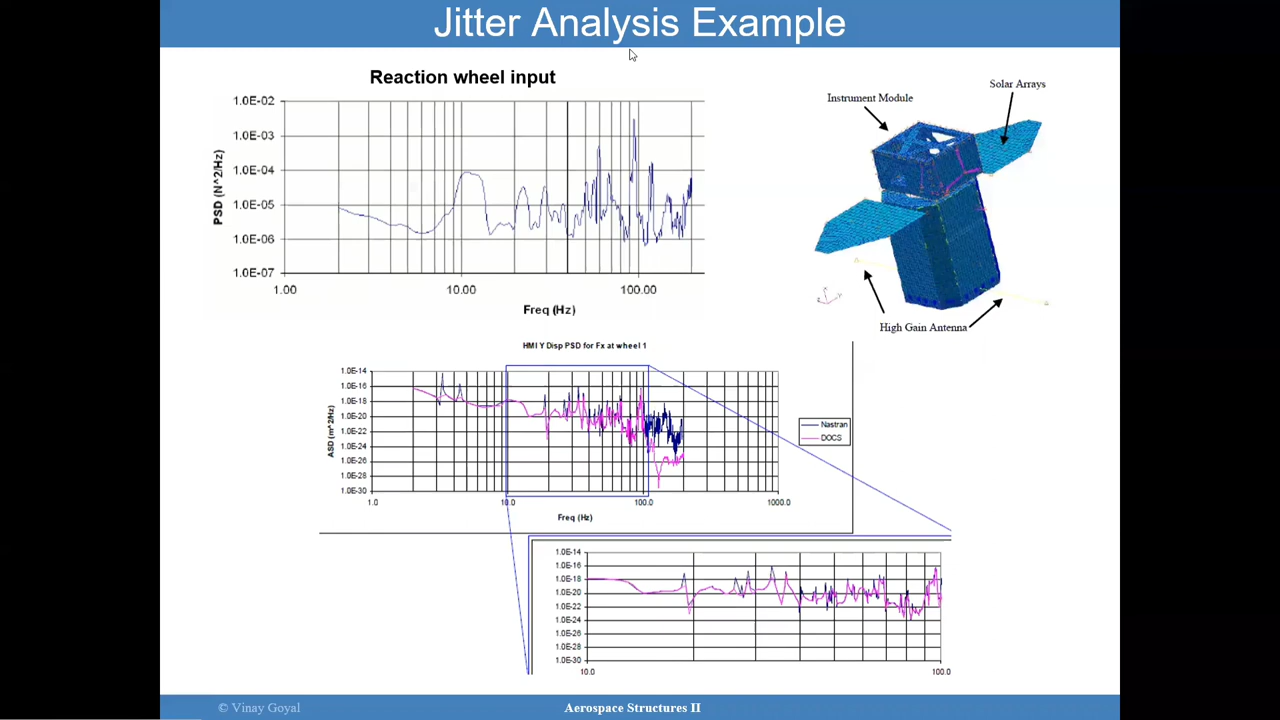 Jitter Analysis Example
Reaction wheel input
1.0E-02
1.0E-03
1.0E-04
1.0E-05
1.0E-06
1.0E-07
PSD (N^2/Hz)
1.00
10.00
100.00
Freq (Hz)
Instrument Module
Solar Arrays
High Gain Antenna
HMI Y Disp PSD for Fx at wheel 1
1.0E-14
1.0E-16
1.0E-18
1.0E-20
1.0E-22
1.0E-24
1.0E-26
1.0E-28
1.0E-30
ASD (m^2/Hz)
1.0
10.0
100.0
1000.0
Freq (Hz)
Nastran
DOCS
1.0E-14
1.0E-16
1.0E-18
1.0E-20
1.0E-22
1.0E-24
1.0E-26
1.0E-28
1.0E-30
10.0
100.0
© Vinay Goyal
Aerospace Structures II